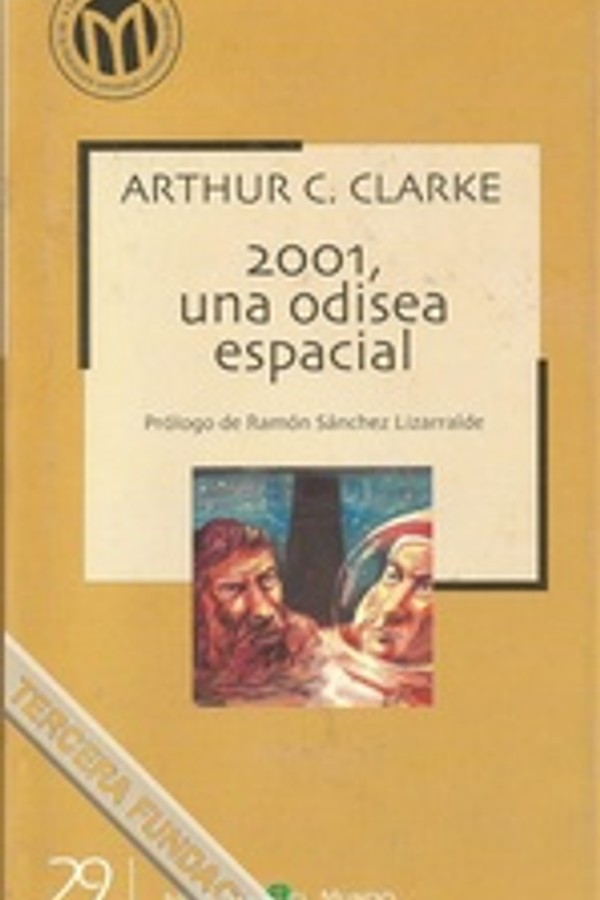 ARTHUR C. CLARKE
2001,
una odisea
espacial
Prólogo de Ramón Sánchez Lizarralde
TERCERA FUNDAC
29